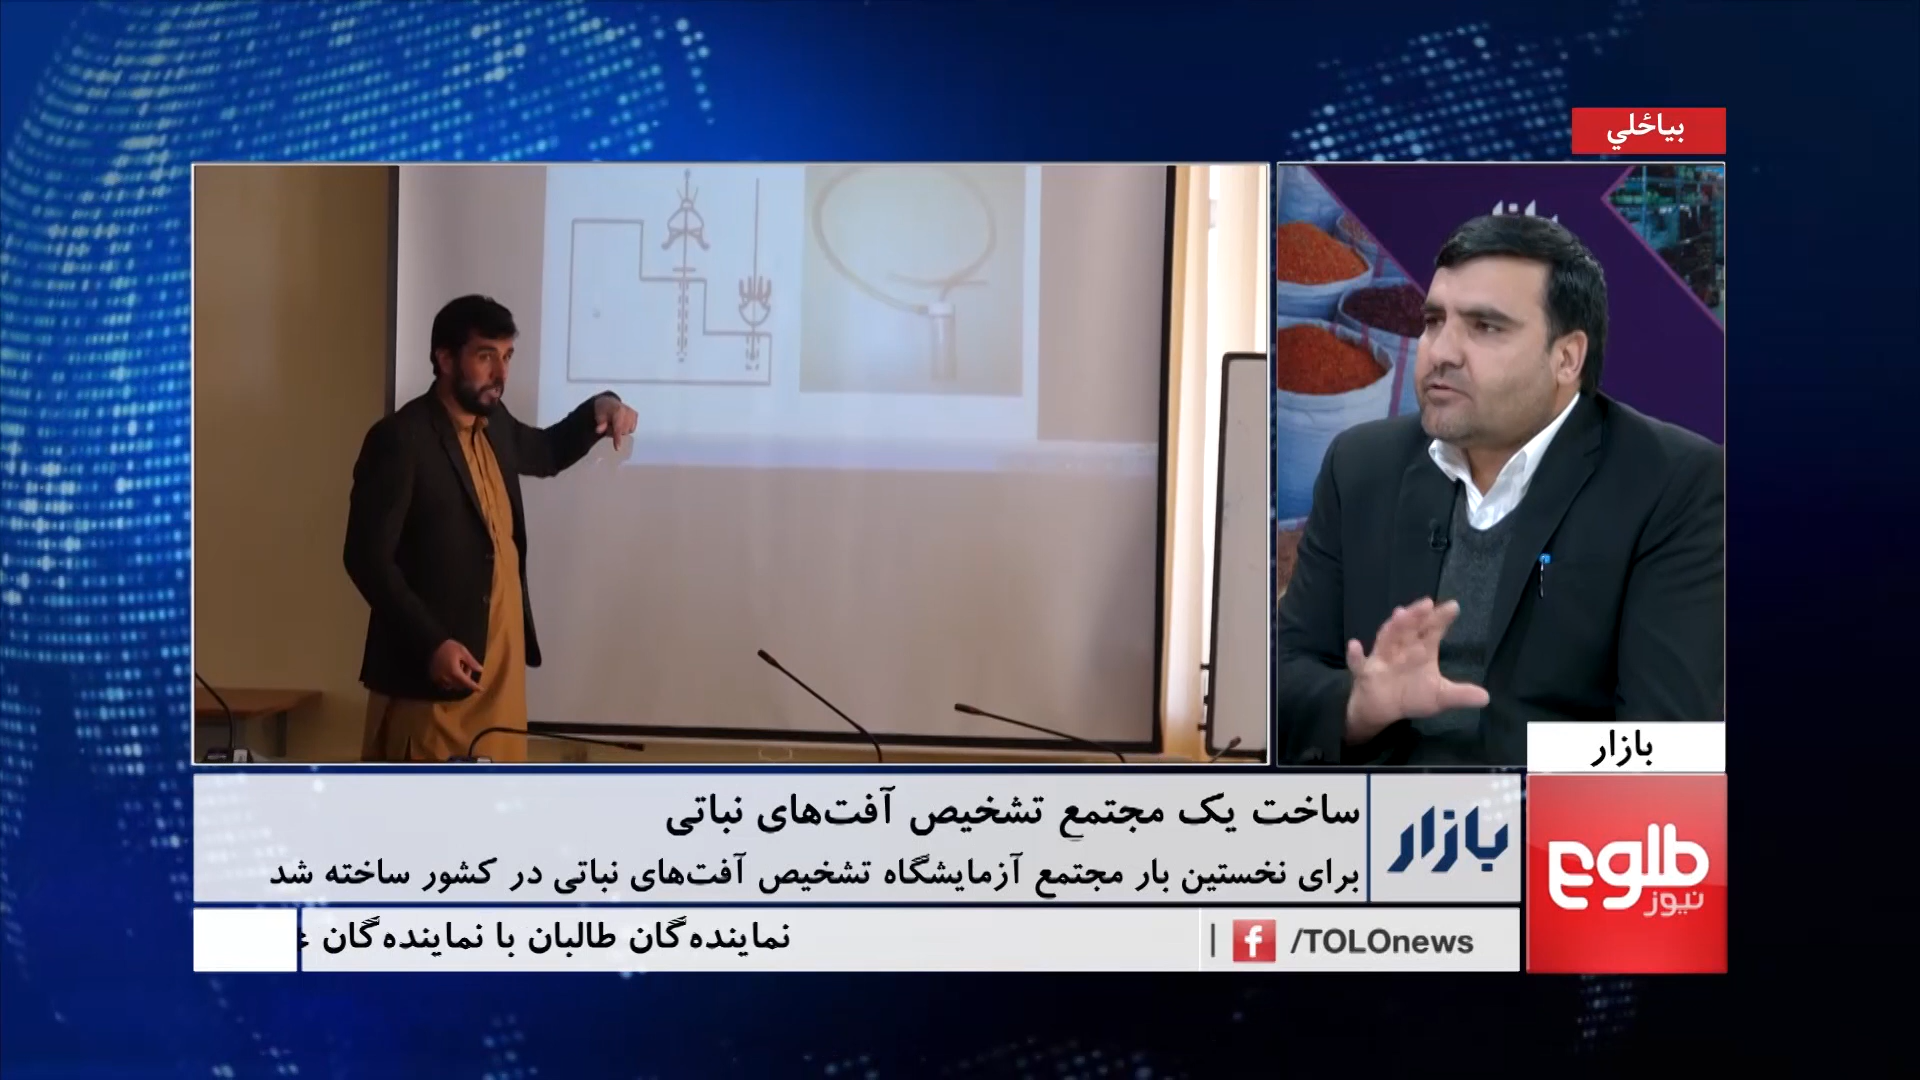 بیاځلي
بازار
ساخت یک مجتمع تشخیص آفت‌های نباتی
برای نخستین بار مجتمع آزمایشگاه تشخیص آفت‌های نباتی در کشور ساخته شد
بازار
طلوع
نیوز
نماینده‌گان طالبان با نماینده‌گان
/TOLOnews